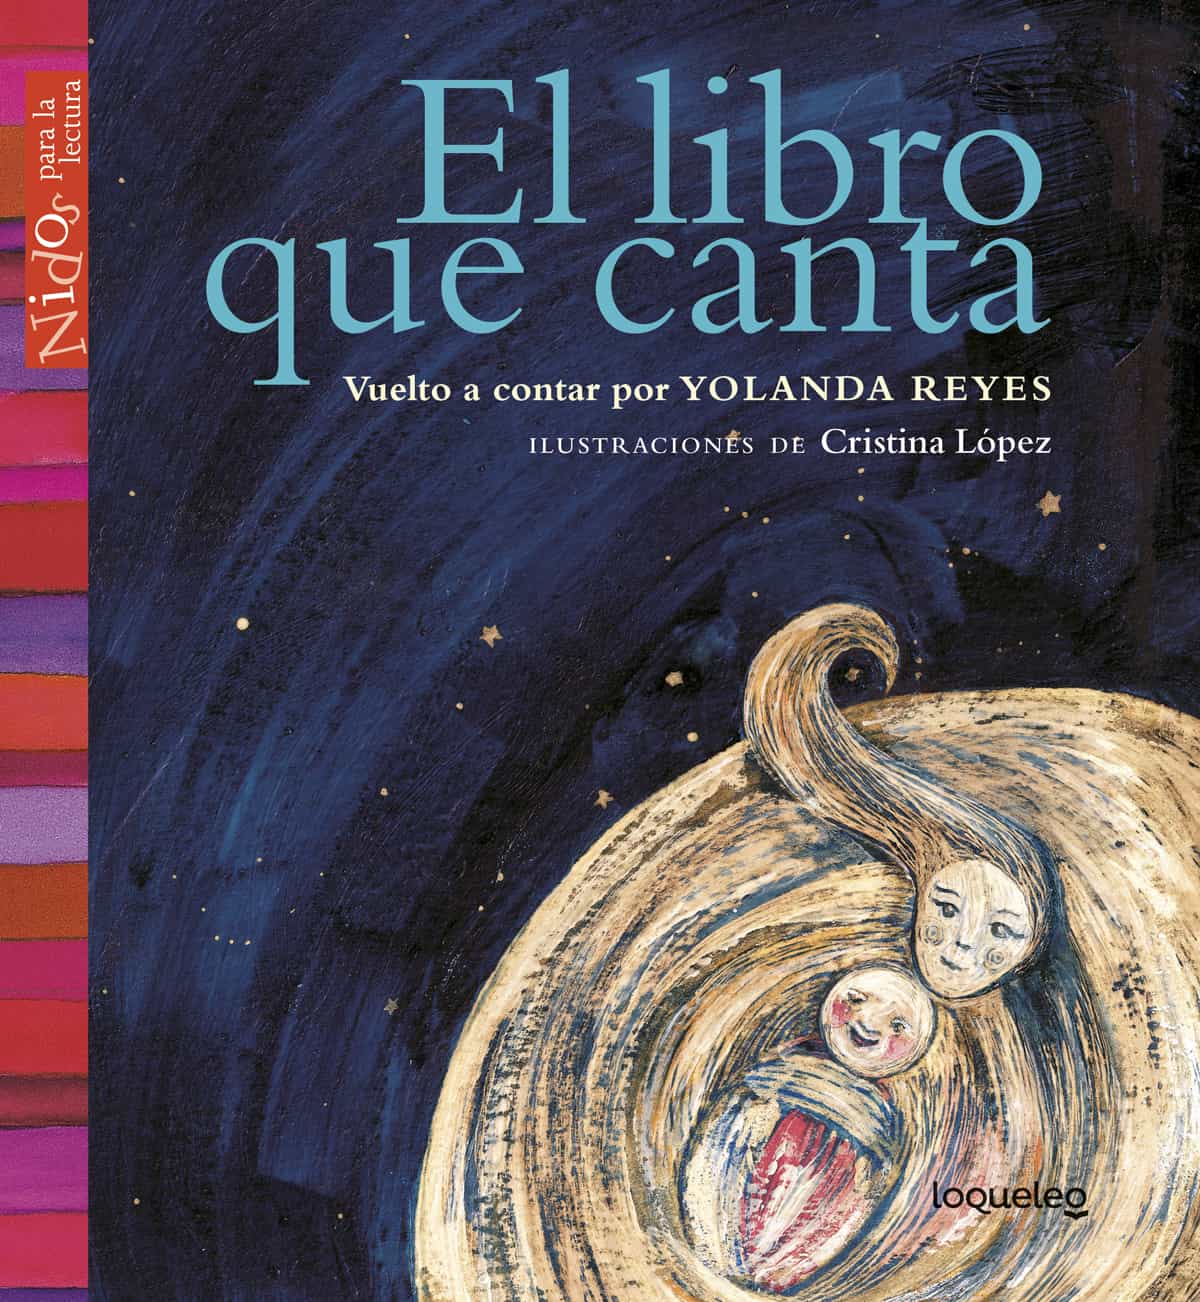 Nidos para la
lectura
El libro
que canta
Vuelto a contar por YOLANDA REYES
ILUSTRACIONES DE Cristina López
loqueleo